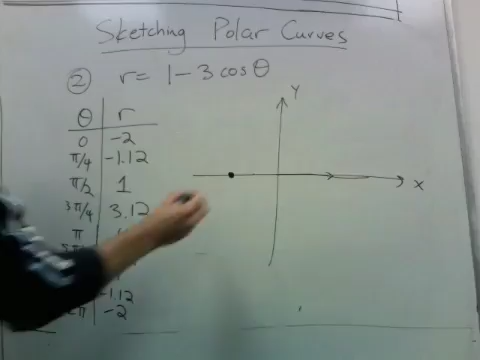 Sketching Polar Curves
② r = 1 - 3 cos θ
θ r
0 -2
π/4 -1.12
π/2 1
3π/4 3.12
π
-1.12
-2
Y
X